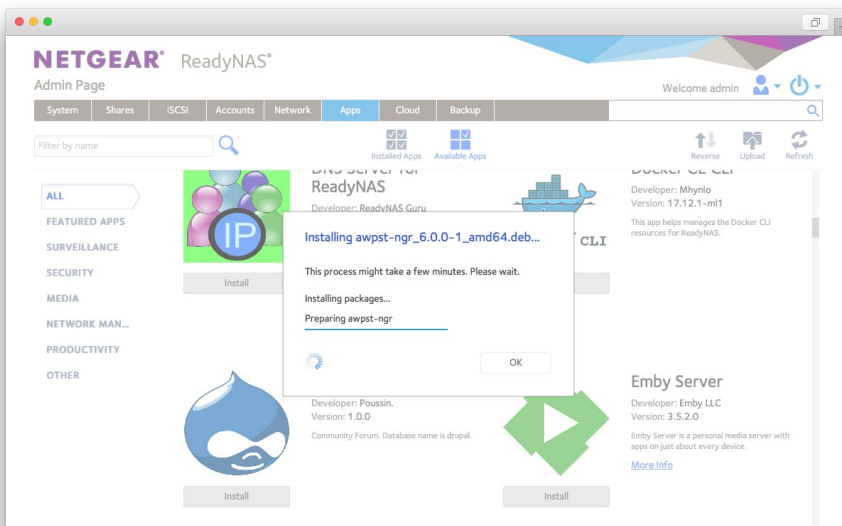 NETGEAR® ReadyNAS®
Admin Page
Welcome admin
System Shares iSCSI Accounts Network Apps Cloud Backup
Filter by name
Installed Apps Available Apps Reverse Upload Refresh
ALL
FEATURED APPS
SURVEILLANCE
SECURITY
MEDIA
NETWORK MAN...
PRODUCTIVITY
OTHER
IP
DNS Server for
ReadyNAS
Developer: ReadyNAS Guru
Install
CLI
Docker CE CLI
Developer: Mhynlo
Version: 17.12.1-ml1
This app helps manages the Docker CLI
resources for ReadyNAS.
Installing awpst-ngr_6.0.0-1_amd64.deb...
This process might take a few minutes. Please wait.
Installing packages...
Preparing awpst-ngr
OK
Developer: Poussin.
Version: 1.0.0
Community Forum. Database name is drupal.
Install
Emby Server
Developer: Emby LLC
Version: 3.5.2.0
Emby Server is a personal media server with
apps on just about every device.
More Info
Install